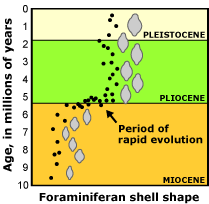 Age, in millions of years
0
1
2
3
4
5
6
7
8
9
10
PLEISTOCENE
PLIOCENE
Period of
rapid evolution
MIOCENE
Foraminiferan shell shape